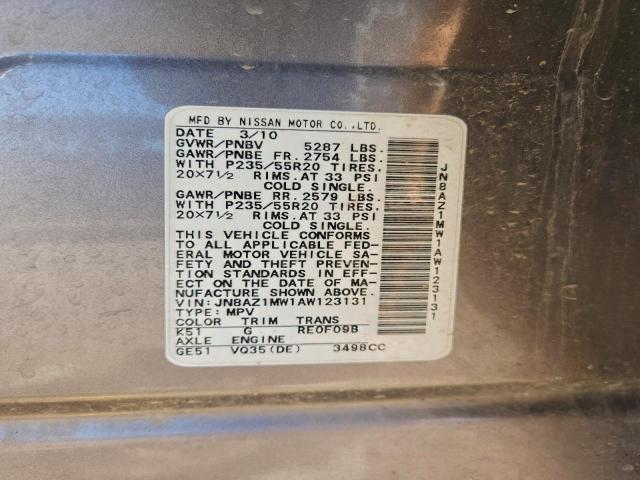 MFD BY NISSAN MOTOR CO.,LTD.
DATE 3/10
GVWR/PNBV 5287 LBS.
GAWR/PNBE FR. 2754 LBS.
WITH P235/55R20 TIRES.
20×7½ RIMS. AT 33 PSI
COLD SINGLE.
GAWR/PNBE RR. 2579 LBS.
WITH P235/55R20 TIRES.
20×7½ RIMS. AT 33 PSI
COLD SINGLE.
THIS VEHICLE CONFORMS
TO ALL APPLICABLE FED-
ERAL MOTOR VEHICLE SA-
FETY AND THEFT PREVEN-
TION STANDARDS IN EFF-
ECT ON THE DATE OF MA-
NUFACTURE SHOWN ABOVE.
VIN: JN8AZ1MW1AW123131
TYPE: MPV
COLOR TRIM TRANS
K51 G RE0F09B
AXLE ENGINE
GE51 VQ35(DE) 3498CC
JN8AZ1MW1AW123131